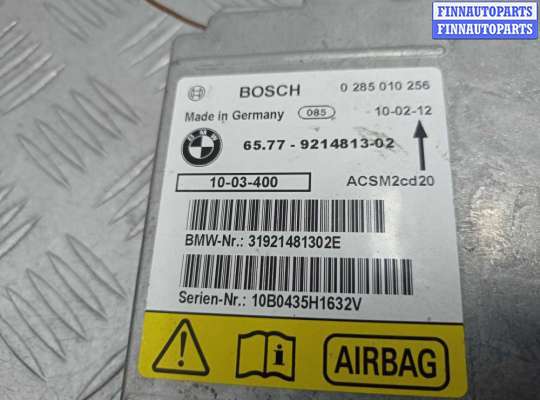 FINNAUTOPARTS
FINNAUTOPARTS
BOSCH 0 285 010 256
Made in Germany 085 10-02-12
BMW 65.77 - 9214813-02
10-03-400 ACSM2cd20
BMW-Nr.: 31921481302E
Serien-Nr.: 10B0435H1632V
AIRBAG